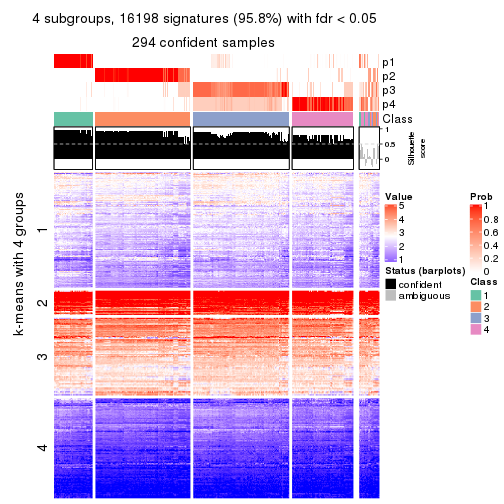 4 subgroups, 16198 signatures (95.8%) with fdr < 0.05
294 confident samples
p1
p2
p3
p4
Class
1
0.5
0
Silhouette
score
k-means with 4 groups
1
2
3
4
Value
5
4
3
2
1
Status (barplots)
confident
ambiguous
Prob
1
0.8
0.6
0.4
0.2
0
Class
1
2
3
4